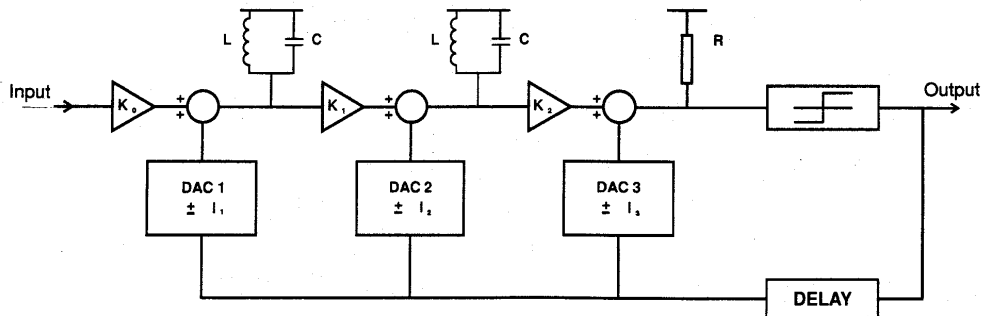 L C L C R
Input K₀ + + K₁ + + K₂ + + Output
DAC 1
± I₁
DAC 2
± I₂
DAC 3
± I₃
DELAY